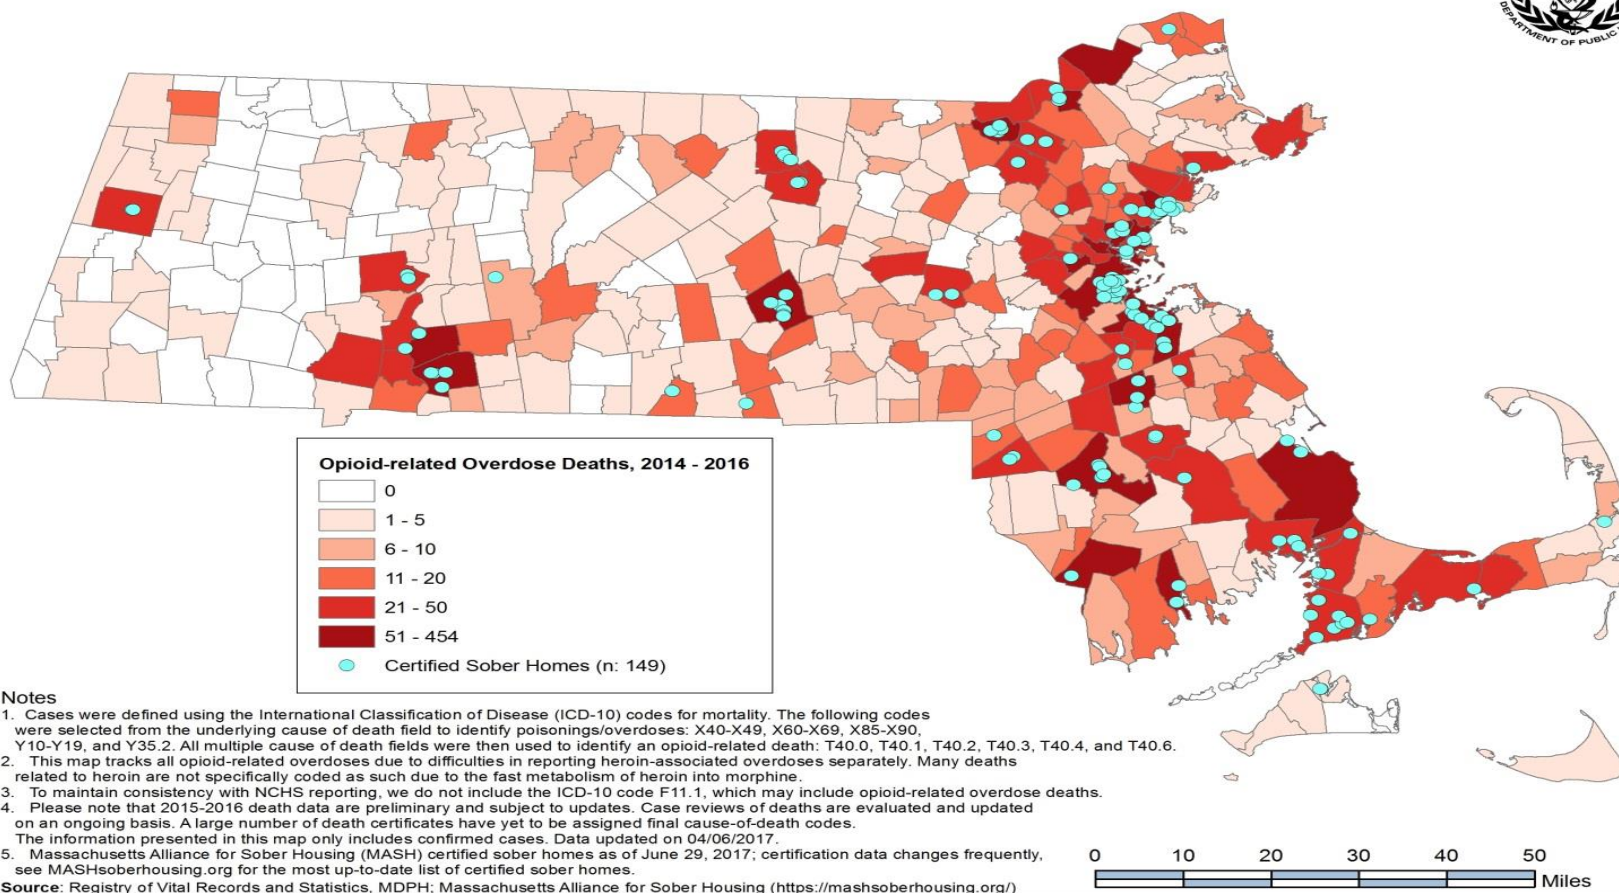 DEPARTMENT OF PUBLIC
Opioid-related Overdose Deaths, 2014 - 2016
0
1 - 5
6 - 10
11 - 20
21 - 50
51 - 454
Certified Sober Homes (n: 149)
Notes
1. Cases were defined using the International Classification of Disease (ICD-10) codes for mortality. The following codes
were selected from the underlying cause of death field to identify poisonings/overdoses: X40-X49, X60-X69, X85-X90,
Y10-Y19, and Y35.2. All multiple cause of death fields were then used to identify an opioid-related death: T40.0, T40.1, T40.2, T40.3, T40.4, and T40.6.
2. This map tracks all opioid-related overdoses due to difficulties in reporting heroin-associated overdoses separately. Many deaths
related to heroin are not specifically coded as such due to the fast metabolism of heroin into morphine.
3. To maintain consistency with NCHS reporting, we do not include the ICD-10 code F11.1, which may include opioid-related overdose deaths.
4. Please note that 2015-2016 death data are preliminary and subject to updates. Case reviews of deaths are evaluated and updated
on an ongoing basis. A large number of death certificates have yet to be assigned final cause-of-death codes.
The information presented in this map only includes confirmed cases. Data updated on 04/06/2017.
5. Massachusetts Alliance for Sober Housing (MASH) certified sober homes as of June 29, 2017; certification data changes frequently,
see MASHsoberhousing.org for the most up-to-date list of certified sober homes.
Source: Registry of Vital Records and Statistics, MDPH; Massachusetts Alliance for Sober Housing (https://mashsoberhousing.org/)
0 10 20 30 40 50
Miles